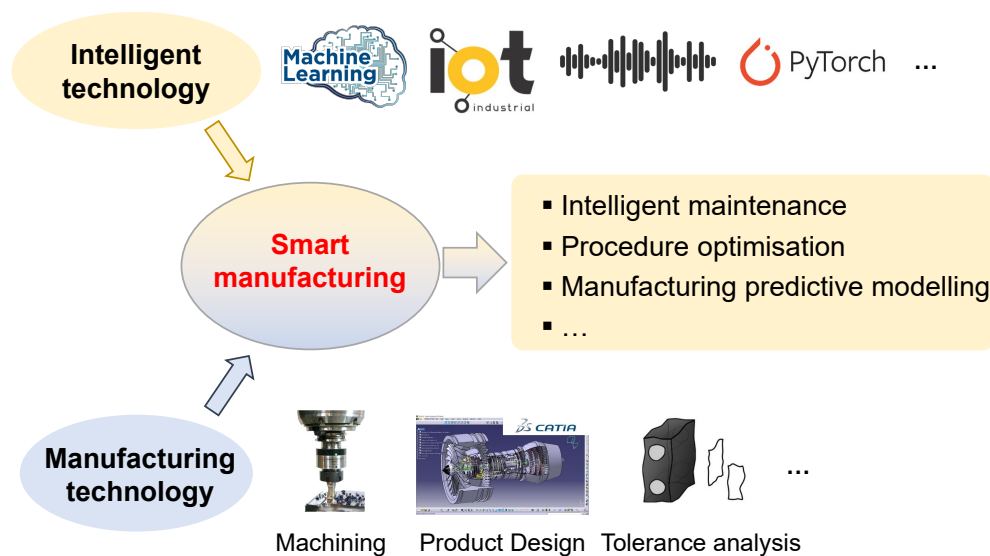 Intelligent
technology
Machine
Learning
iot
industrial
PyTorch
...
Smart
manufacturing
▪ Intelligent maintenance
▪ Procedure optimisation
▪ Manufacturing predictive modelling
▪ …
Manufacturing
technology
CATIA
...
Machining
Product Design
Tolerance analysis